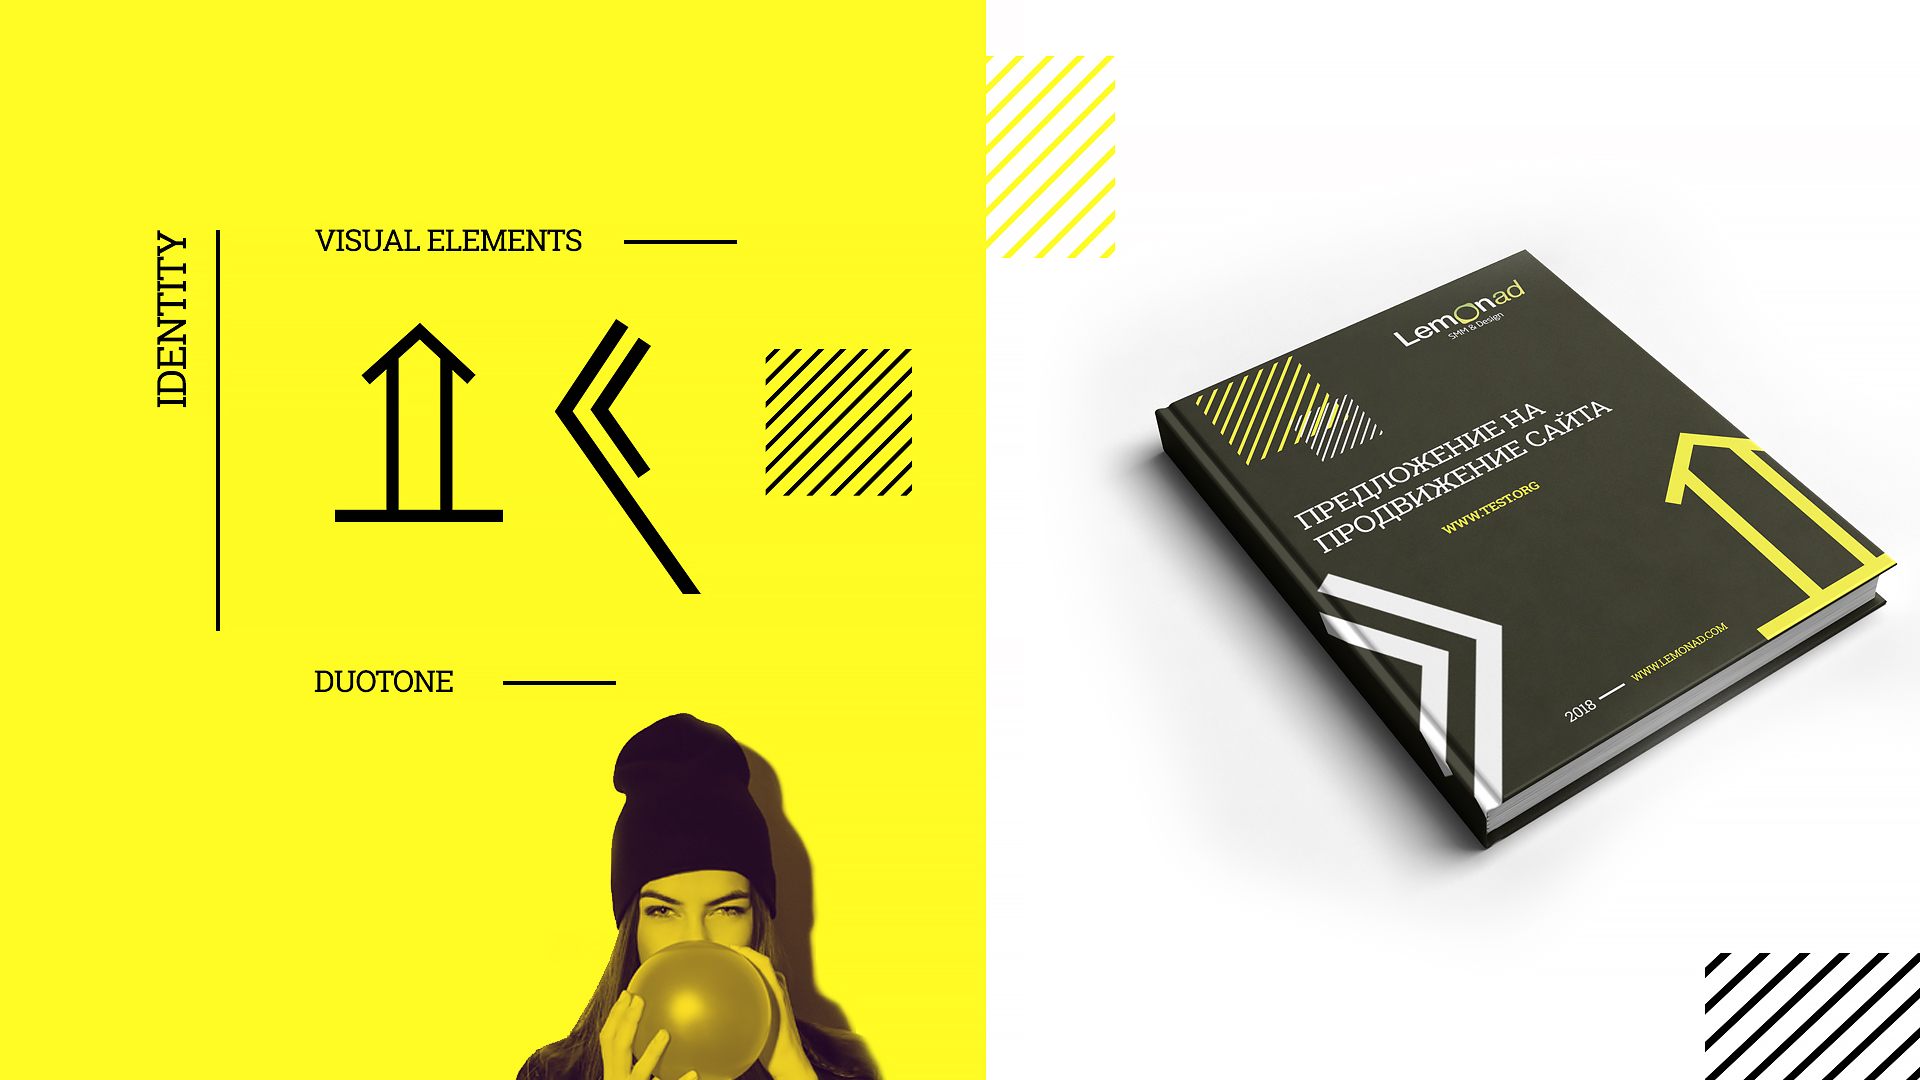 IDENTITY
VISUAL ELEMENTS
DUOTONE
Lemonad
SMM & Design
ПРЕДЛОЖЕНИЕ НА
ПРОДВИЖЕНИЕ САЙТА
WWW.TEST.ORG
2018 — WWW.LEMONAD.COM